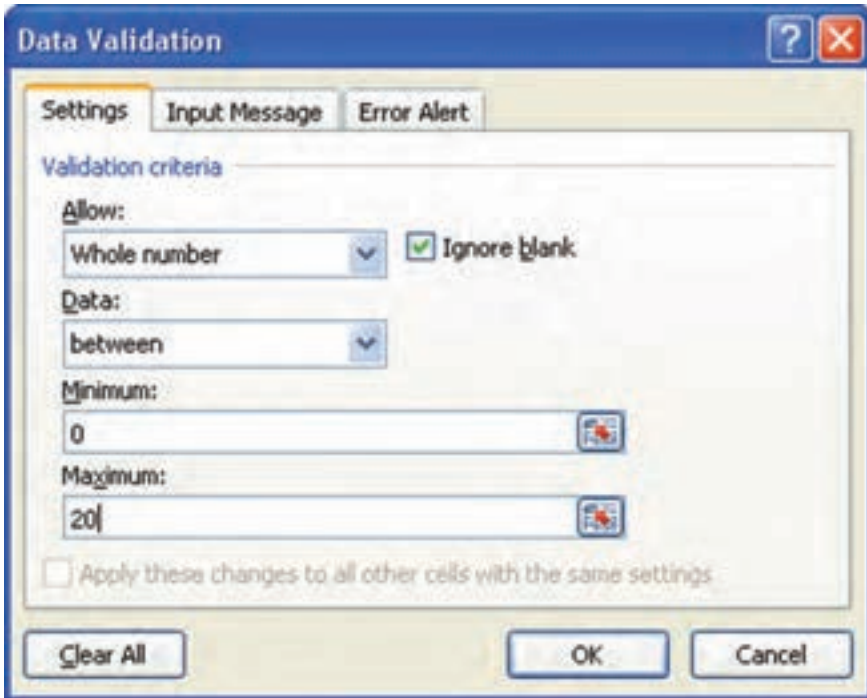 Data Validation
Settings Input Message Error Alert
Validation criteria
Allow:
Whole number Ignore blank
Data:
between
Minimum:
0
Maximum:
20
Apply these changes to all other cells with the same settings
Clear All OK Cancel